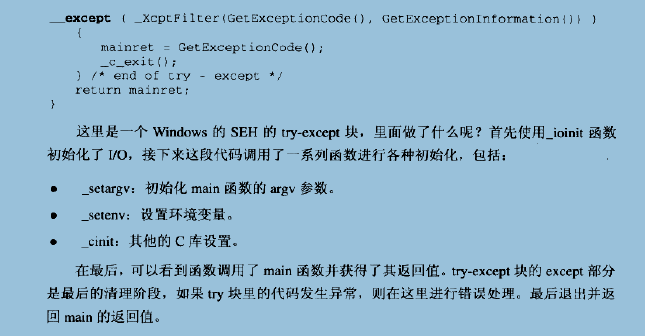 __except ( _XcptFilter(GetExceptionCode(), GetExceptionInformation()) )
{
mainret = GetExceptionCode();
_c_exit();
} /* end of try - except */
return mainret;
}
这里是一个 Windows 的 SEH 的 try-except 块，里面做了什么呢？首先使用_ioinit 函数
初始化了 I/O，接下来这段代码调用了一系列函数进行各种初始化，包括：
● _setargv：初始化 main 函数的 argv 参数。
● _setenv：设置环境变量。
● _cinit：其他的 C 库设置。
在最后，可以看到函数调用了 main 函数并获得了其返回值。try-except 块的 except 部分
是最后的清理阶段，如果 try 块里的代码发生异常，则在这里进行错误处理。最后退出并返
回 main 的返回值。